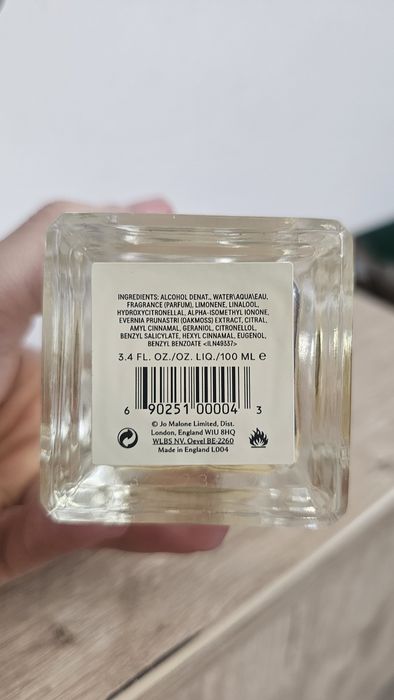 INGREDIENTS: ALCOHOL DENAT., WATER\AQUA\EAU,
FRAGRANCE (PARFUM), LIMONENE, LINALOOL,
HYDROXYCITRONELLAL, ALPHA-ISOMETHYL IONONE,
EVERNIA PRUNASTRI (OAKMOSS) EXTRACT, CITRAL,
AMYL CINNAMAL, GERANIOL, CITRONELLOL,
BENZYL SALICYLATE, HEXYL CINNAMAL, EUGENOL,
BENZYL BENZOATE <ILN49337>
3.4 FL. OZ./OZ. LIQ./100 ML ℮
6 90251 00004 3
© Jo Malone Limited, Dist.
London, England W1U 8HQ
WLBS NV, Oevel BE-2260
Made in England L004